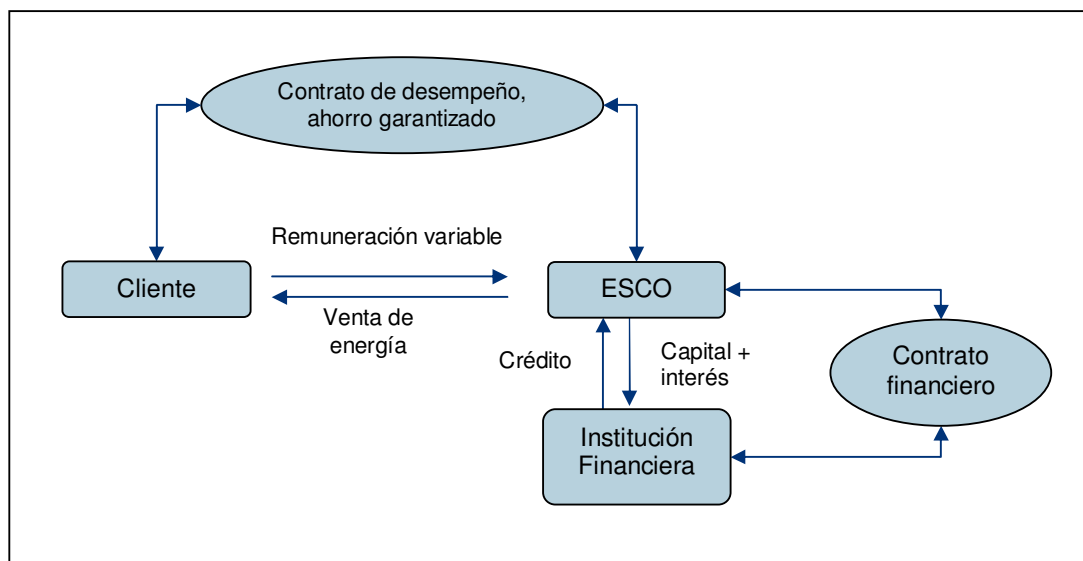 Contrato de desempeño,
ahorro garantizado
Remuneración variable
Cliente
ESCO
Venta de
energía
Crédito
Capital +
interés
Contrato
financiero
Institución
Financiera